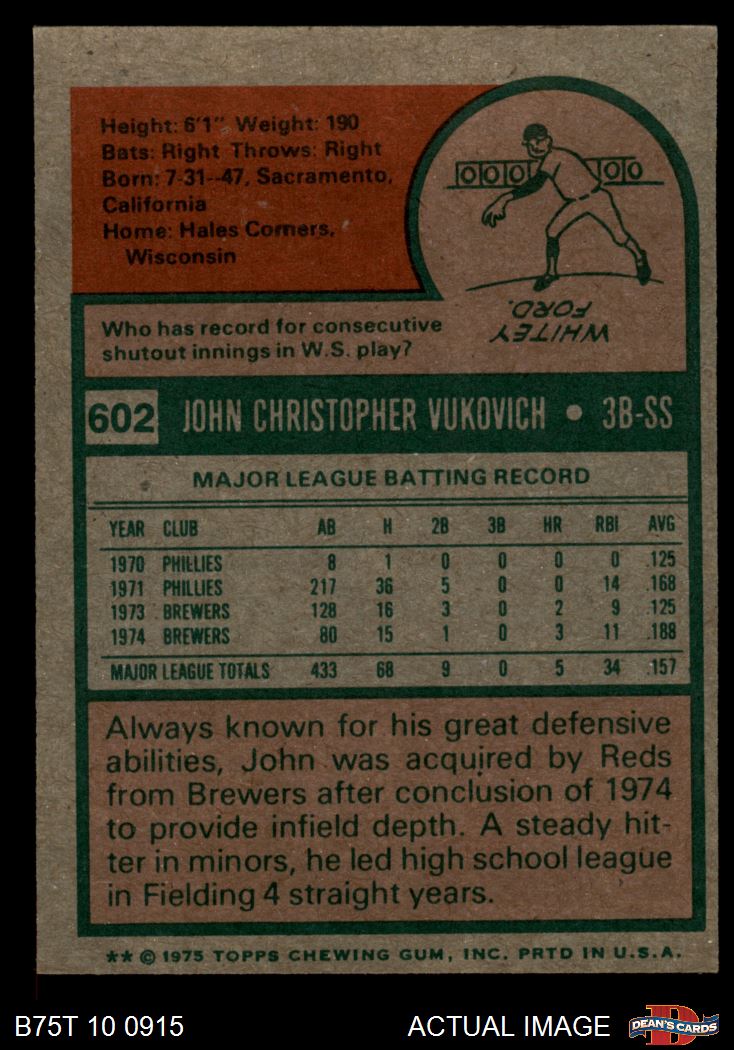 Height: 6'1" Weight: 190
Bats: Right Throws: Right
Born: 7-31--47, Sacramento,
California
Home: Hales Corners,
Wisconsin
0000 00
WHITEY
FORD.
Who has record for consecutive
shutout innings in W.S. play?
602 JOHN CHRISTOPHER VUKOVICH • 3B-SS
MAJOR LEAGUE BATTING RECORD
YEAR CLUB AB H 2B 3B HR RBI AVG
1970 PHILLIES 8 1 0 0 0 0 .125
1971 PHILLIES 217 36 5 0 0 14 .168
1973 BREWERS 128 16 3 0 2 9 .125
1974 BREWERS 80 15 1 0 3 11 .188
MAJOR LEAGUE TOTALS 433 68 9 0 5 34 .157
Always known for his great defensive
abilities, John was acquired by Reds
from Brewers after conclusion of 1974
to provide infield depth. A steady hit-
ter in minors, he led high school league
in Fielding 4 straight years.
** © 1975 TOPPS CHEWING GUM, INC. PRTD IN U.S.A.
B75T 10 0915 ACTUAL IMAGE
DEAN'S CARDS